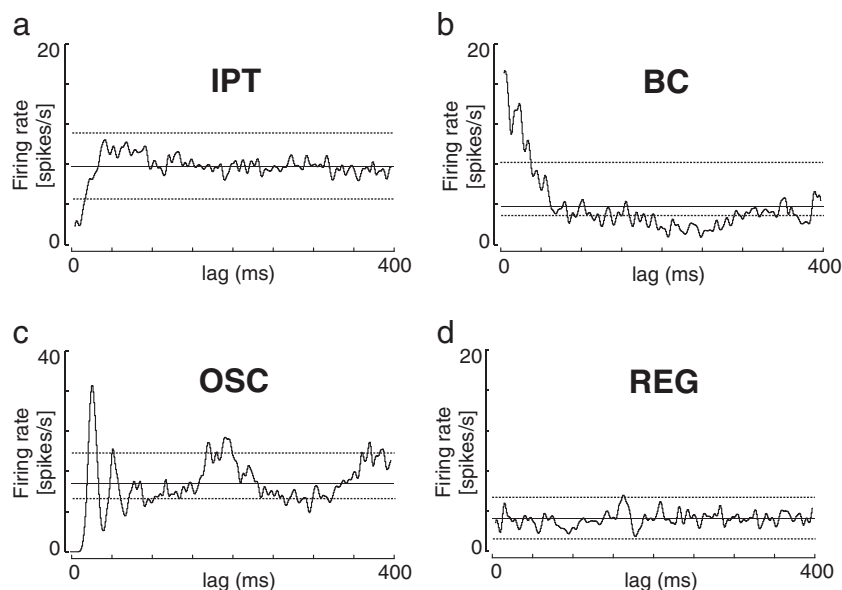 a
IPT
20
0
Firing rate
[spikes/s]
0
400
lag (ms)
b
BC
20
0
Firing rate
[spikes/s]
0
400
lag (ms)
c
OSC
40
0
Firing rate
[spikes/s]
0
400
lag (ms)
d
REG
20
0
Firing rate
[spikes/s]
0
400
lag (ms)